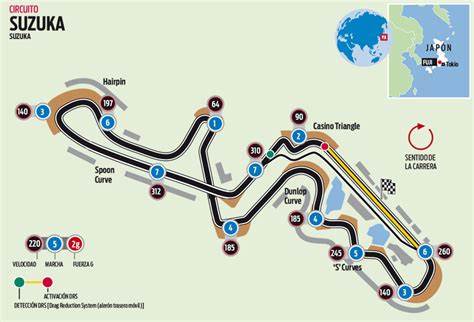 CIRCUITO
SUZUKA
SUZUKA
JAPÓN
FUJI
Tokio
Hairpin
197
64
140
3
6
1
90
2
Casino Triangle
SENTIDO DE
LA CARRERA
310
7
Spoon
Curve
7
312
Dunlop
Curve
4
185
185
4
5
245
'S' Curves
6
260
140
3
220
5
2g
VELOCIDAD
MARCHA
FUERZA G
ACTIVACIÓN DRS
DETECCIÓN DRS [Drag Reduction System (alerón trasero móvil)]